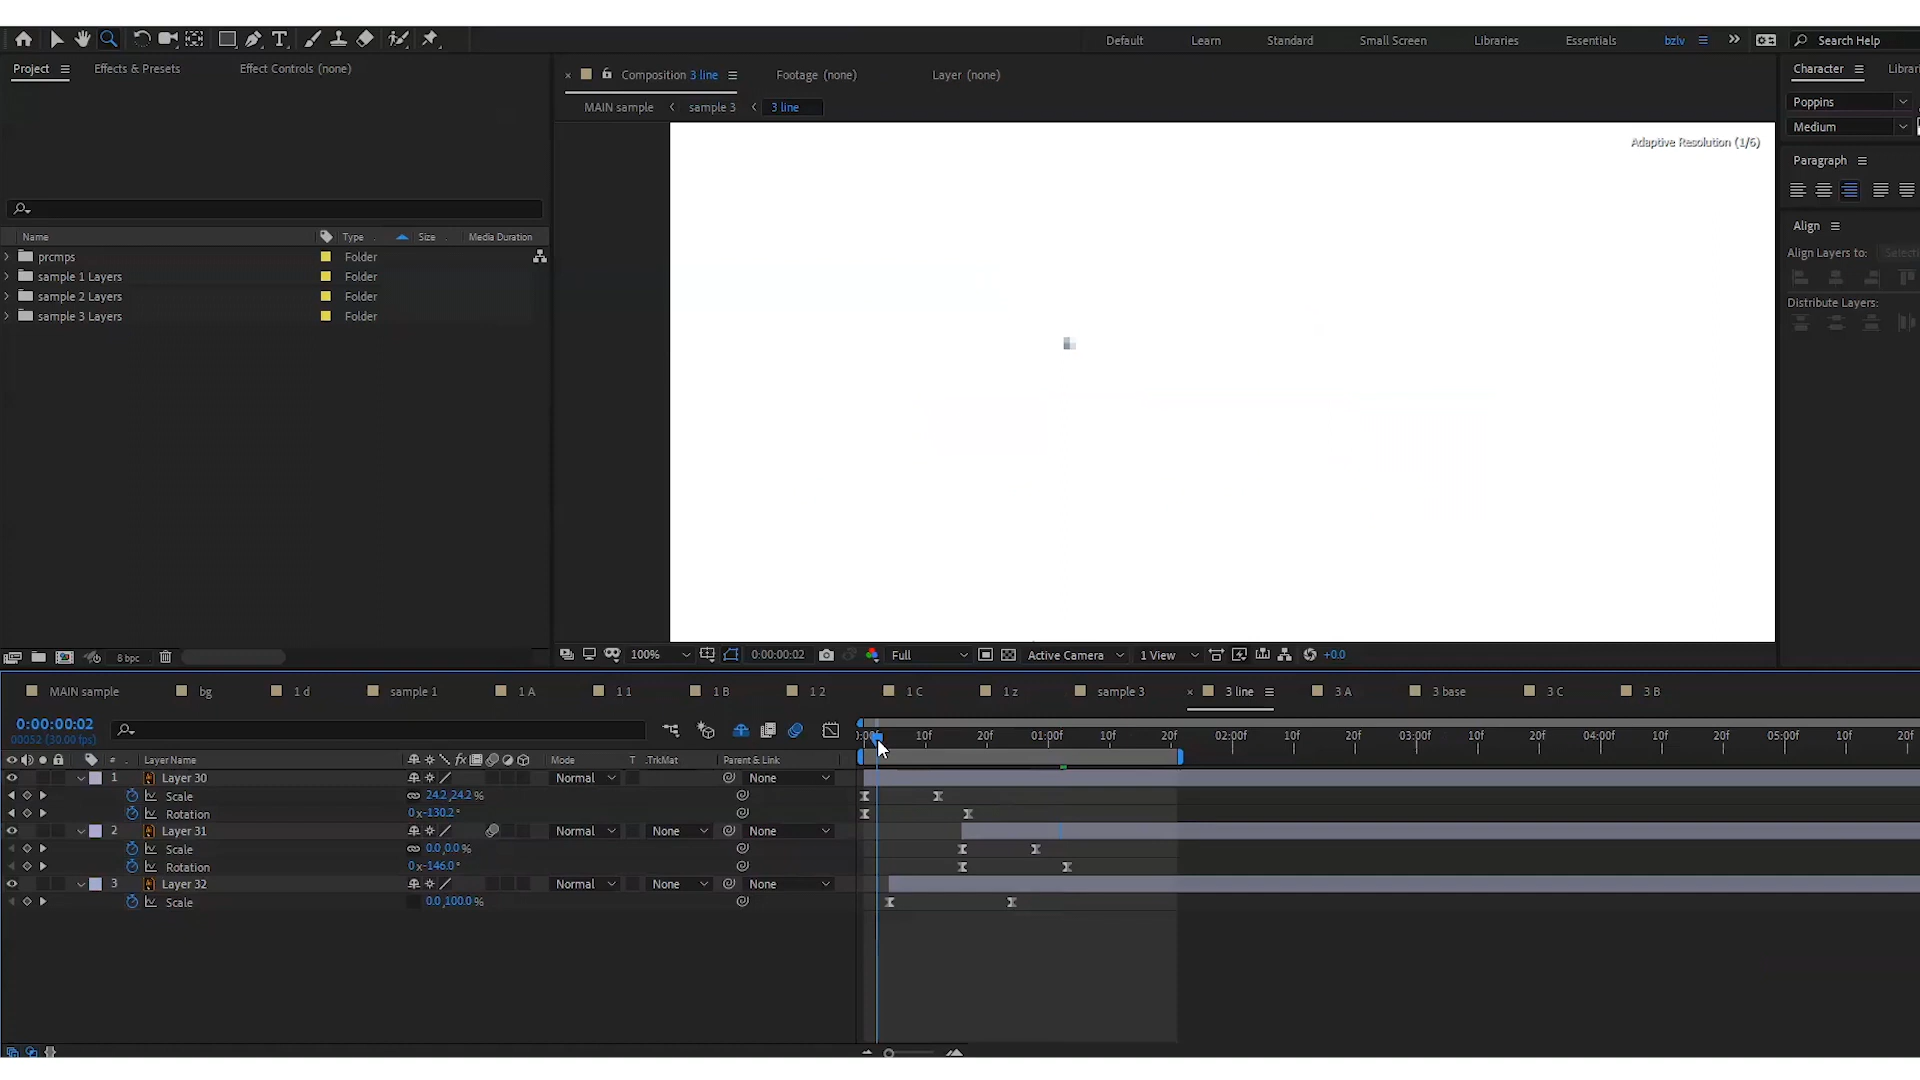 Default Learn Standard Small Screen Libraries Essentials bzlv Search Help
Project Effects & Presets Effect Controls (none)
Composition 3 line Footage (none) Layer (none)
Character Librari
MAIN sample sample 3 3 line
Poppins
Medium
Adaptive Resolution (1/6)
Paragraph
Align
Align Layers to:
Distribute Layers:
Name Type Size Media Duration
prcmps Folder
sample 1 Layers Folder
sample 2 Layers Folder
sample 3 Layers Folder
8 bpc
100% 0:00:00:02 Full Active Camera 1 View +0.0
MAIN sample bg 1 d sample 1 1 A 1 1 1 B 1 2 1 C 1 z sample 3 3 line 3 A 3 base 3 C 3 B
0:00:00:02
00052 (30.00 fps)
10f 20f 01:00f 10f 20f 02:00f 10f 20f 03:00f 10f 20f 04:00f 10f 20f 05:00f 10f 20f
# Layer Name fx Mode T .TrkMat Parent & Link
1 Layer 30 Normal None
Scale 24.2,24.2 %
Rotation 0x-130.2°
2 Layer 31 Normal None None
Scale 0.0,0.0 %
Rotation 0x-146.0°
3 Layer 32 Normal None None
Scale 0.0,100.0 %